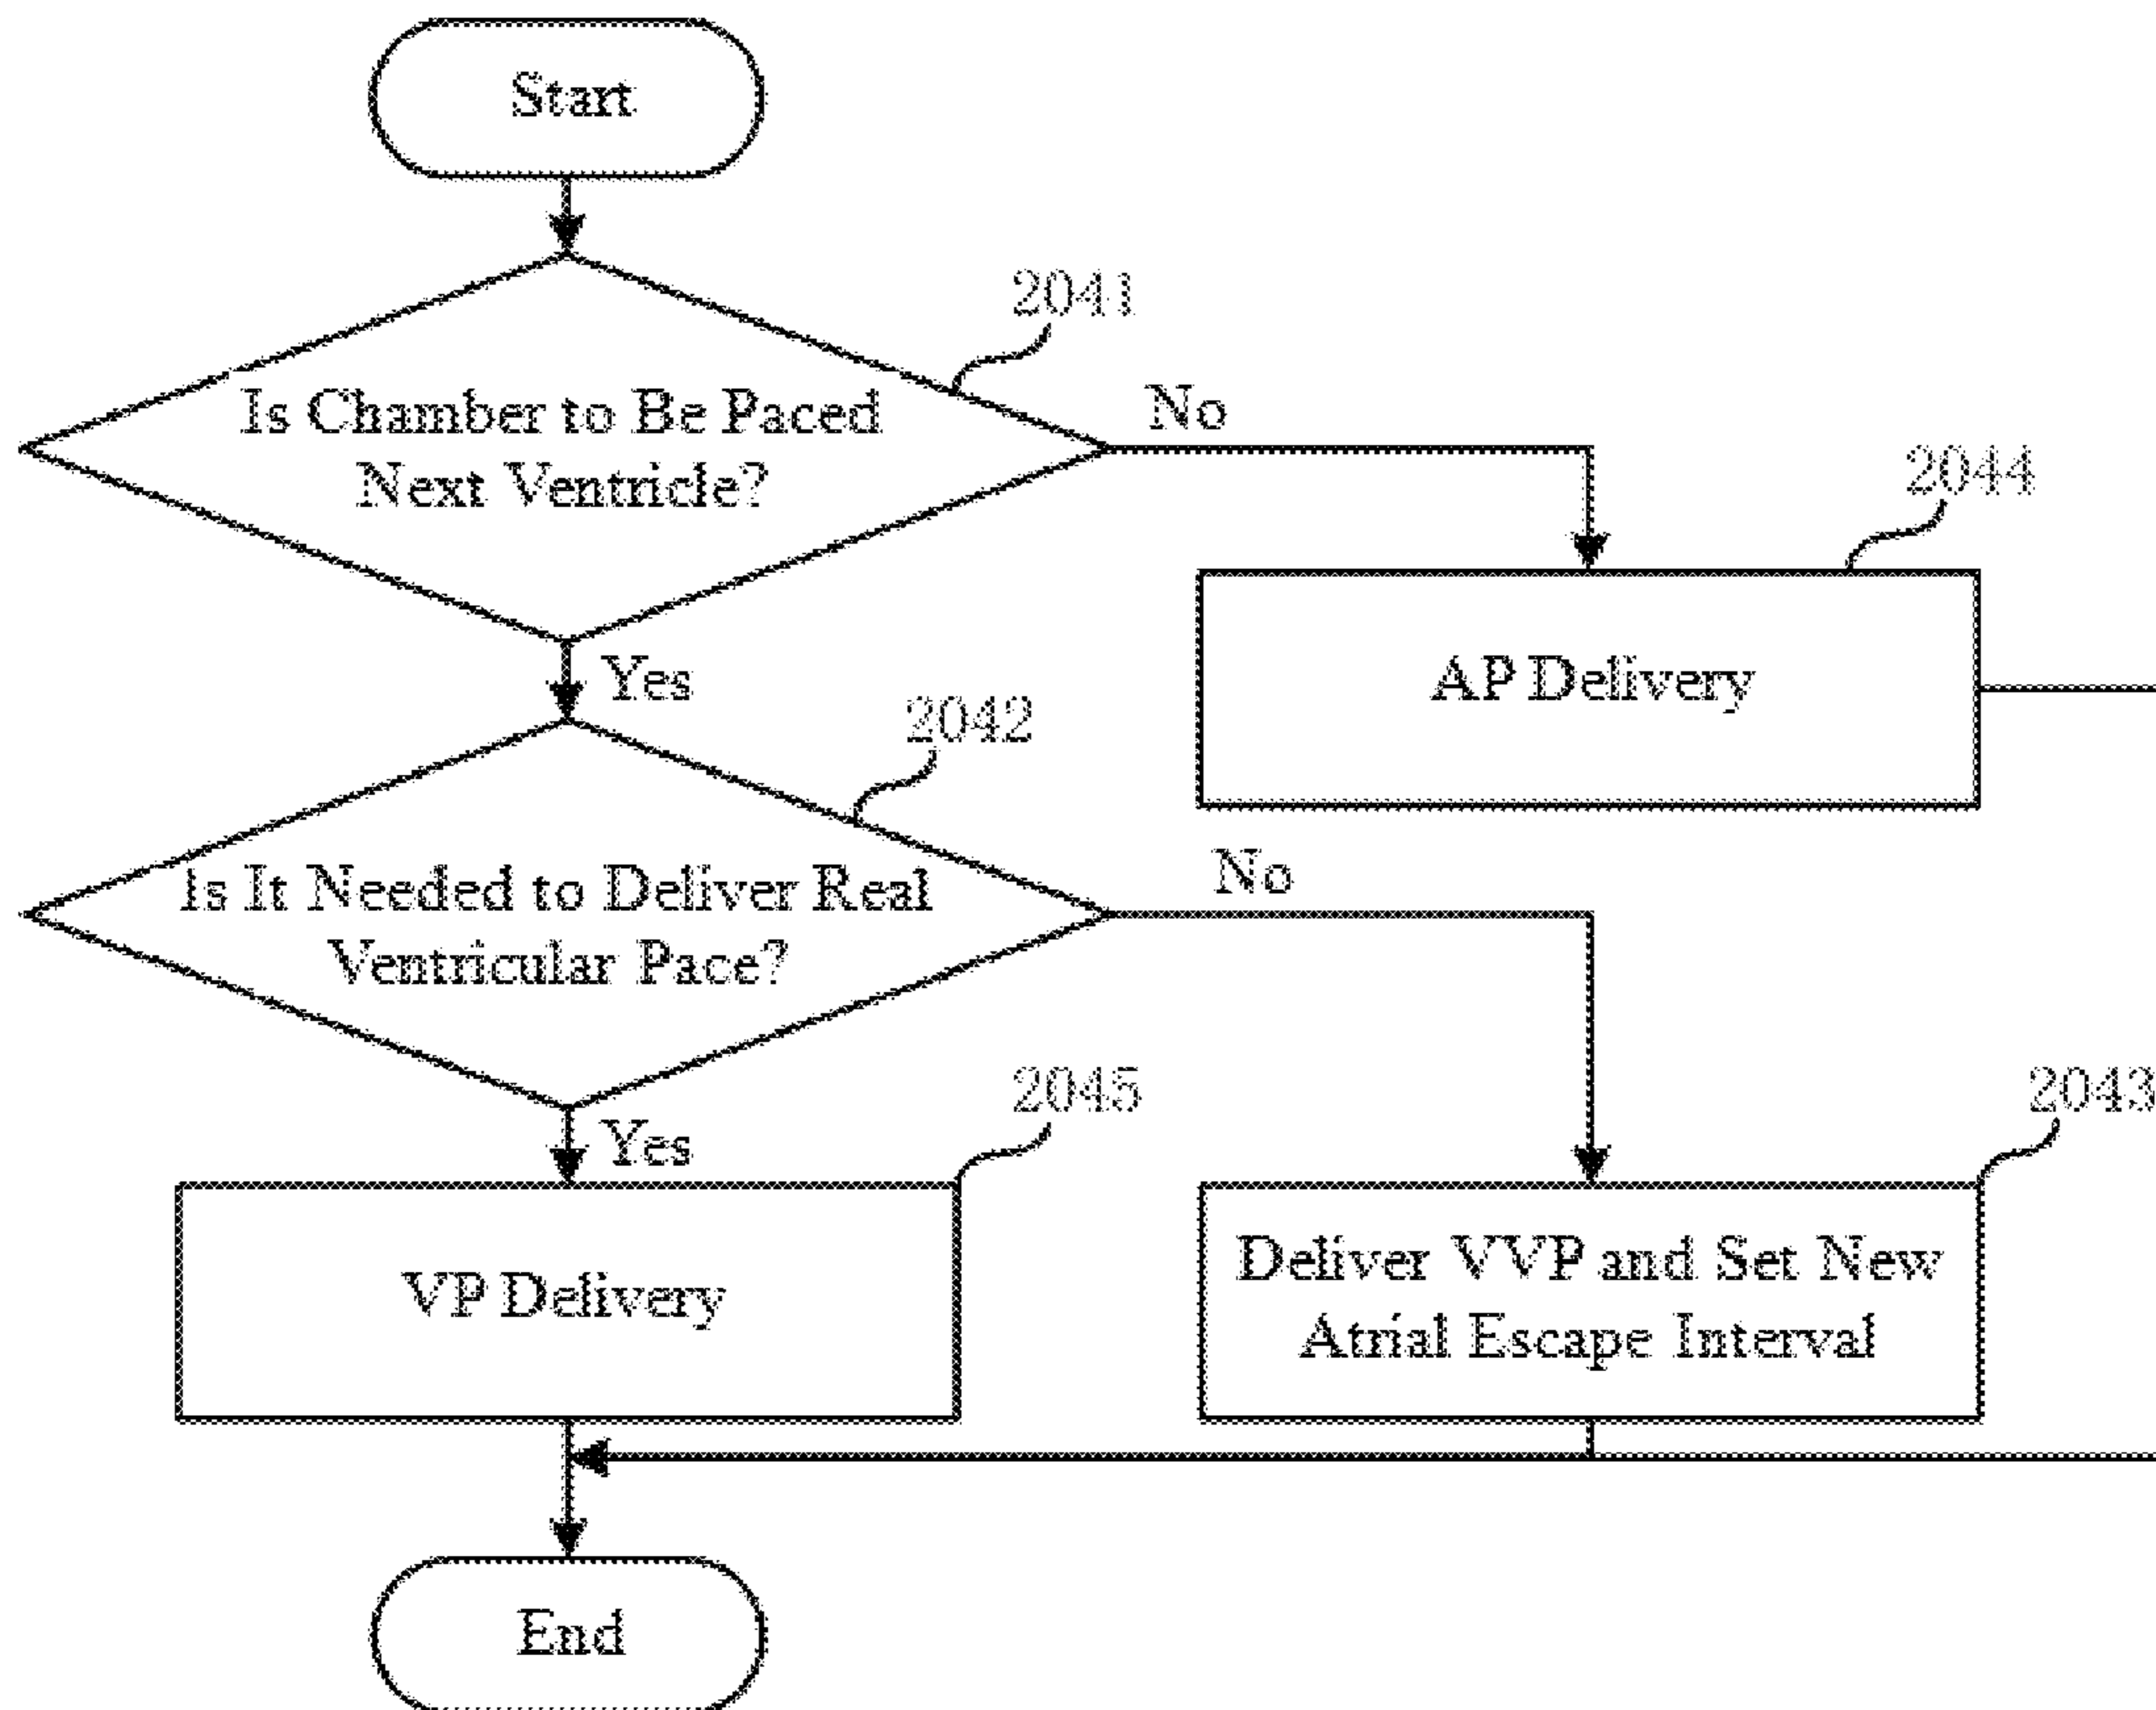 Start
2041
Is Chamber to Be Paced
Next Ventricle?
No
2044
Yes
AP Delivery
2042
Is It Needed to Deliver Real
Ventricular Pace?
No
2045
2043
Yes
VP Delivery
Deliver VVP and Set New
Atrial Escape Interval
End